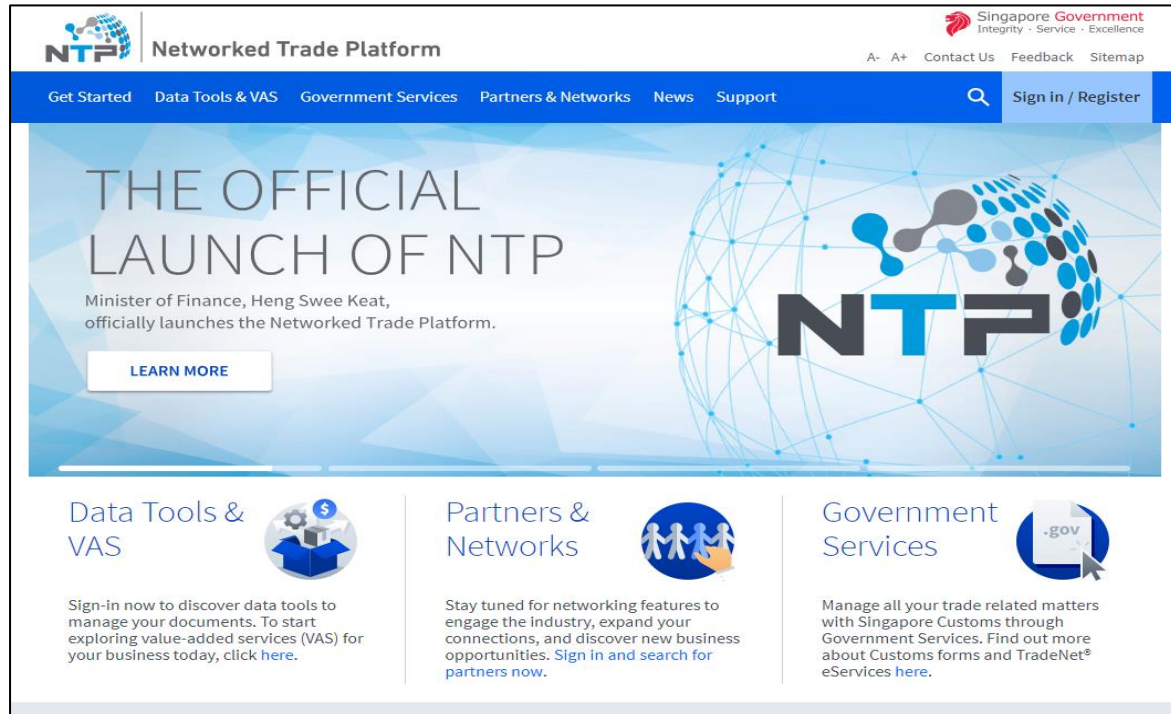 NTP
Networked Trade Platform
Singapore Government
Integrity · Service · Excellence
A- A+ Contact Us Feedback Sitemap
Get Started Data Tools & VAS Government Services Partners & Networks News Support Sign in / Register
THE OFFICIAL
LAUNCH OF NTP
Minister of Finance, Heng Swee Keat,
officially launches the Networked Trade Platform.
LEARN MORE
NTP
Data Tools &
VAS
$
Sign-in now to discover data tools to
manage your documents. To start
exploring value-added services (VAS) for
your business today, click here.
Partners &
Networks
Stay tuned for networking features to
engage the industry, expand your
connections, and discover new business
opportunities. Sign in and search for
partners now.
Government
Services
.gov
Manage all your trade related matters
with Singapore Customs through
Government Services. Find out more
about Customs forms and TradeNet®
eServices here.